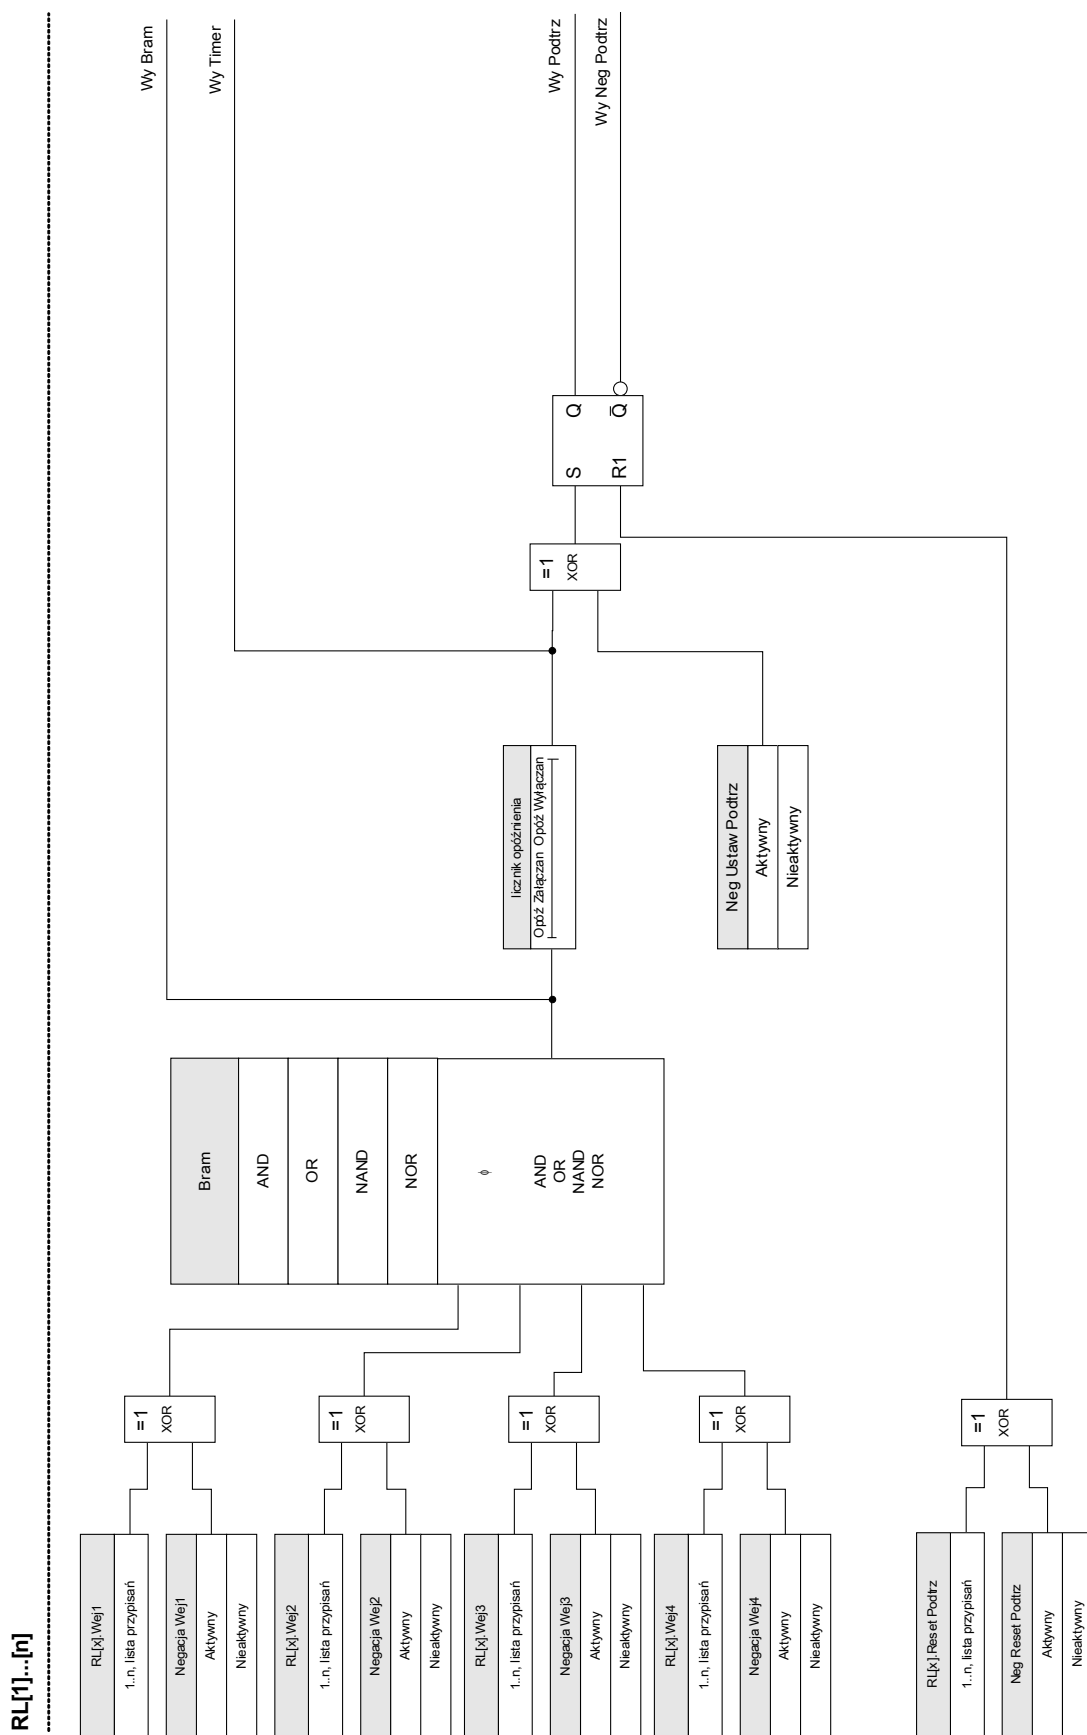 RL[1]...[n]
RL[x].Wej1
1..n, lista przypisań
Negacja Wej1
Aktywny
Nieaktywny
=1
XOR
RL[x].Wej2
1..n, lista przypisań
Negacja Wej2
Aktywny
Nieaktywny
=1
XOR
RL[x].Wej3
1..n, lista przypisań
Negacja Wej3
Aktywny
Nieaktywny
=1
XOR
RL[x].Wej4
1..n, lista przypisań
Negacja Wej4
Aktywny
Nieaktywny
=1
XOR
RL[x].Reset Podtrz
1..n, lista przypisań
Neg Reset Podtrz
Aktywny
Nieaktywny
=1
XOR
Bram
AND
OR
NAND
NOR
ϕ
AND
OR
NAND
NOR
licznik opóźnienia
Opóź Załączan Opóź Wyłączan
Neg Ustaw Podtrz
Aktywny
Nieaktywny
=1
XOR
S Q
R1 Q̅
Wy Bram
Wy Timer
Wy Podtrz
Wy Neg Podtrz